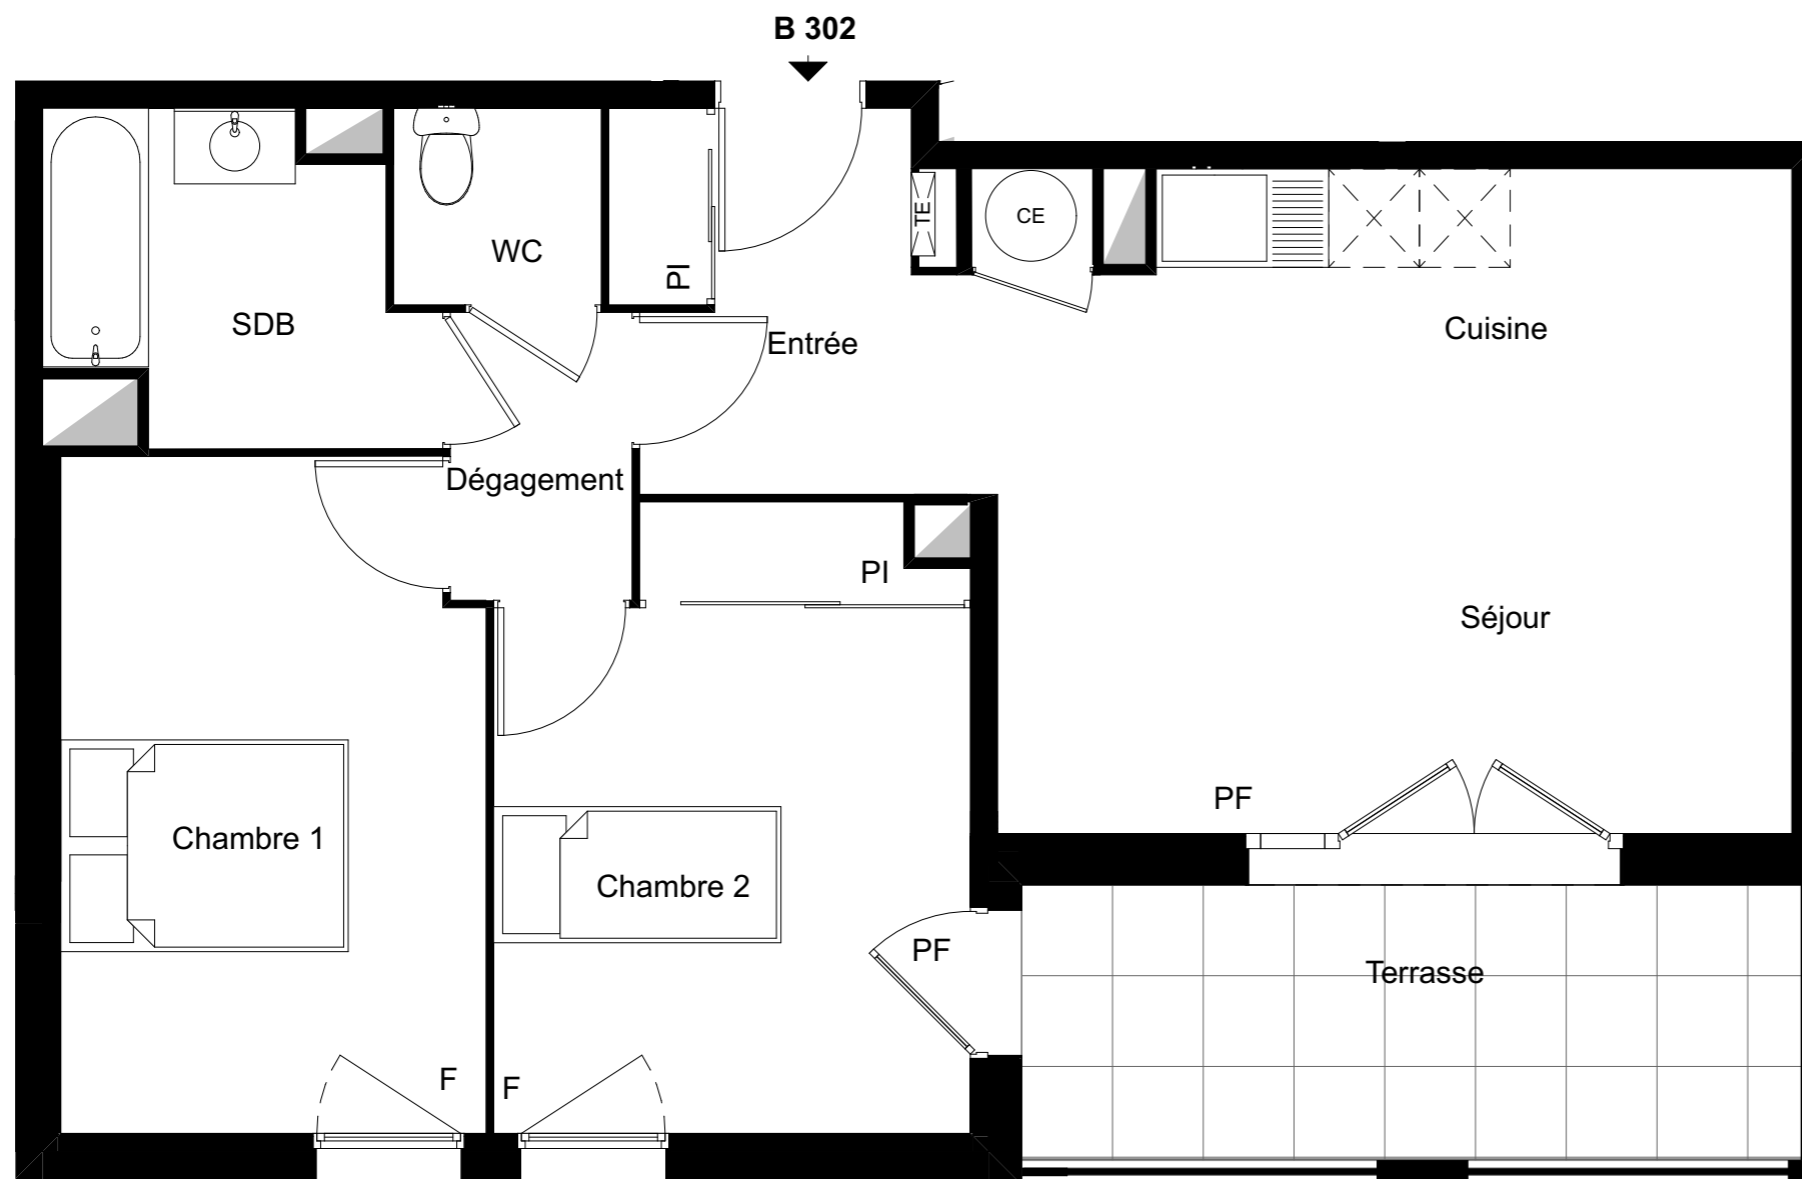 B 302
TE
CE
WC
PI
SDB
Entrée
Cuisine
Dégagement
PI
Séjour
PF
Chambre 1
Chambre 2
PF
Terrasse
F
F